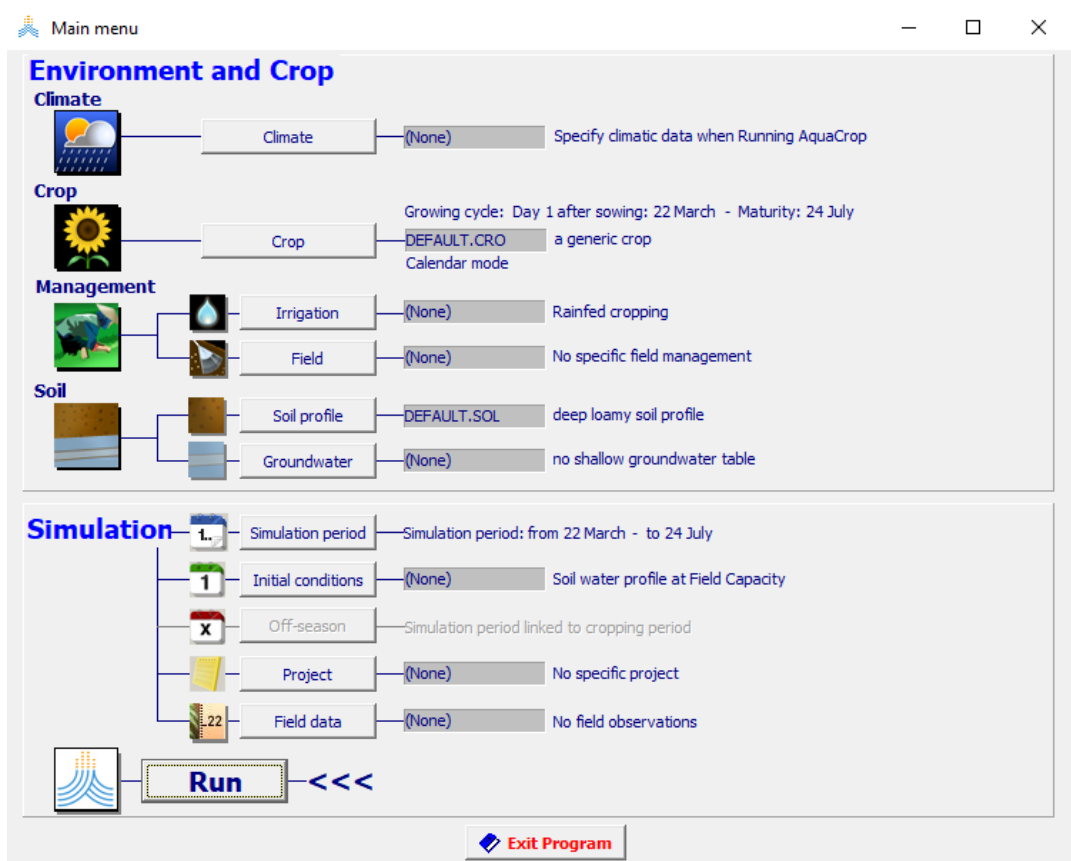 Main menu
Environment and Crop
Climate
Climate (None) Specify climatic data when Running AquaCrop
Crop
Growing cycle: Day 1 after sowing: 22 March - Maturity: 24 July
Crop DEFAULT.CRO a generic crop
Calendar mode
Management
Irrigation (None) Rainfed cropping
Field (None) No specific field management
Soil
Soil profile DEFAULT.SOL deep loamy soil profile
Groundwater (None) no shallow groundwater table
Simulation 1.. Simulation period Simulation period: from 22 March - to 24 July
1 Initial conditions (None) Soil water profile at Field Capacity
X Off-season Simulation period linked to cropping period
Project (None) No specific project
.22 Field data (None) No field observations
Run <<<
Exit Program